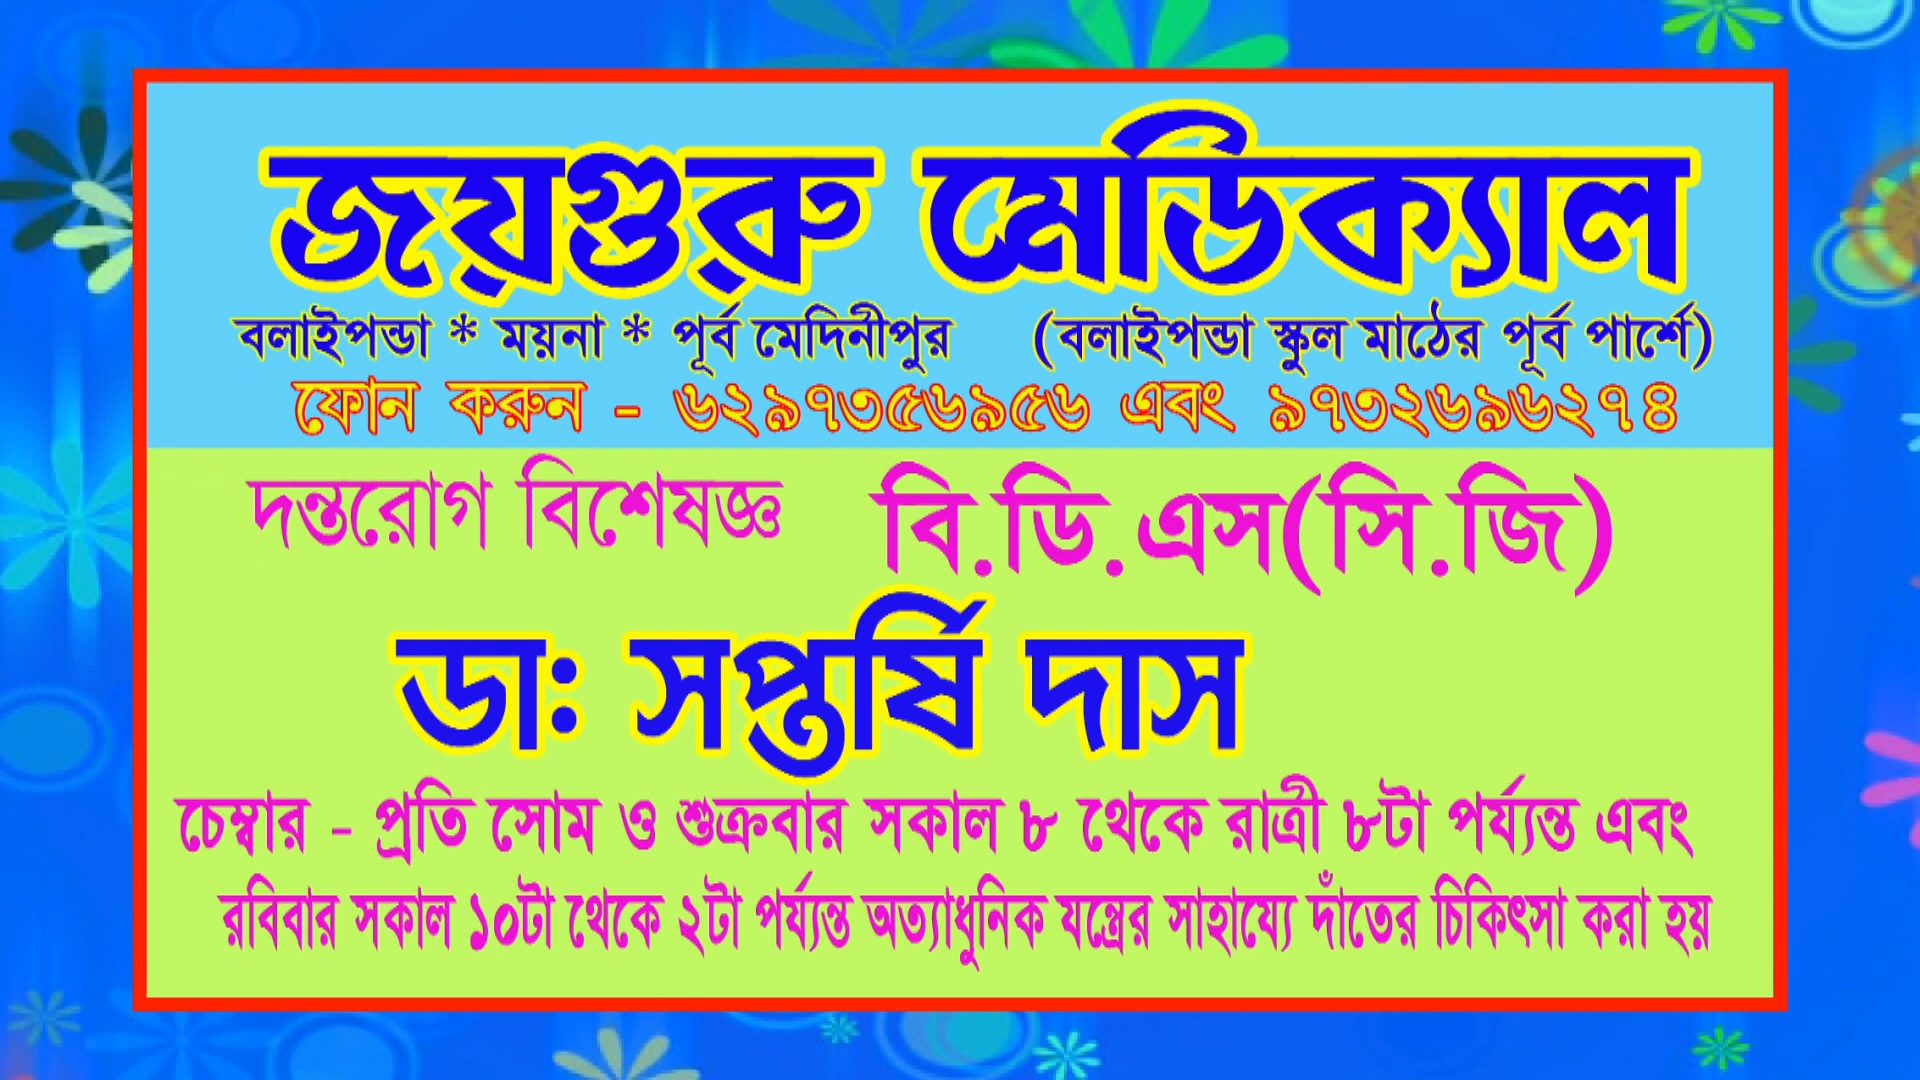 জয়গুরু মেডিক্যাল
বলাইপন্ডা * ময়না * পূর্ব মেদিনীপুর (বলাইপন্ডা স্কুল মাঠের পূর্ব পার্শে)
ফোন করুন - ৬২৯৭৩৫৬৯৫৬ এবং ৯৭৩২৬৯৬২৭৪
দন্তরোগ বিশেষজ্ঞ বি.ডি.এস(সি.জি)
ডাঃ সপ্তর্ষি দাস
চেম্বার - প্রতি সোম ও শুক্রবার সকাল ৮ থেকে রাত্রী ৮টা পর্য্যন্ত এবং
রবিবার সকাল ১০টা থেকে ২টা পর্য্যন্ত অত্যাধুনিক যন্ত্রের সাহায্যে দাঁতের চিকিৎসা করা হয়